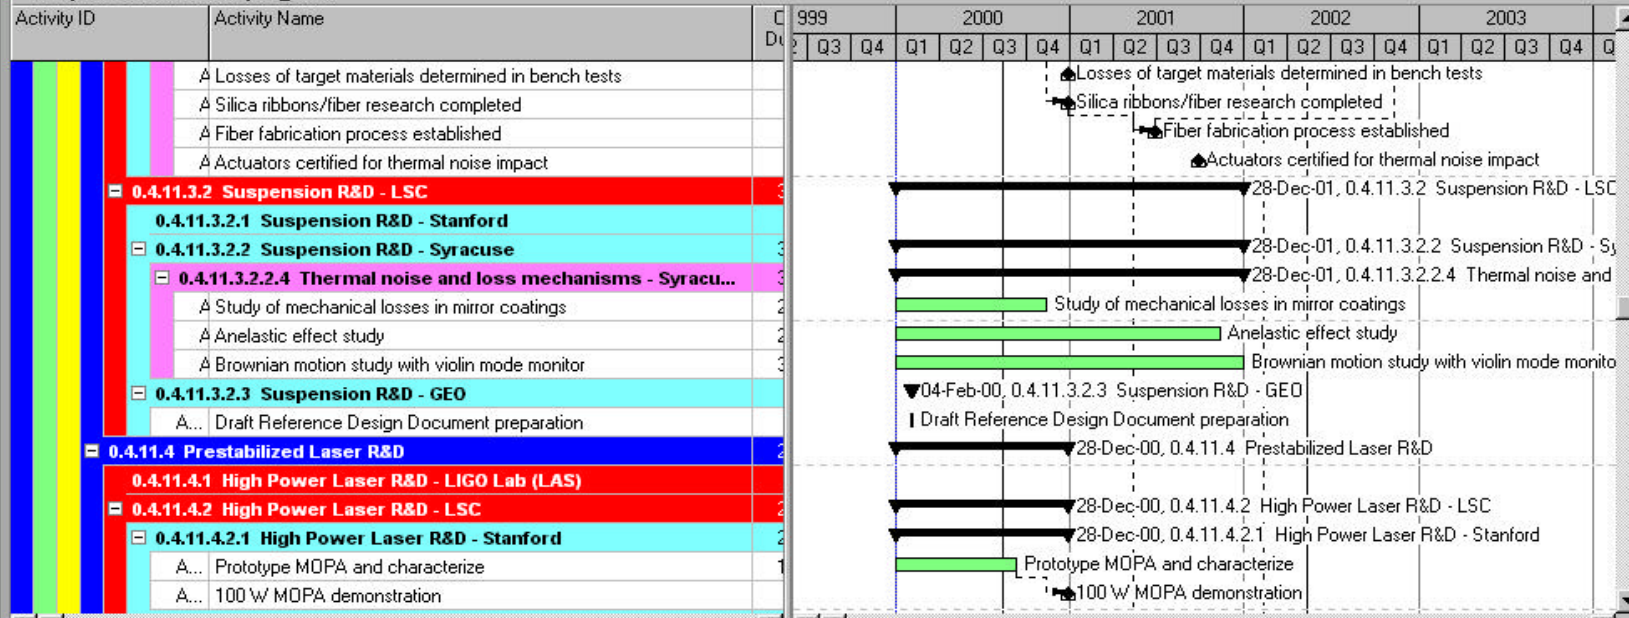 Activity ID Activity Name 999 2000 2001 2002 2003
Q3 Q4 Q1 Q2 Q3 Q4 Q1 Q2 Q3 Q4 Q1 Q2 Q3 Q4 Q1 Q2 Q3 Q4
A Losses of target materials determined in bench tests Losses of target materials determined in bench tests
A Silica ribbons/fiber research completed Silica ribbons/fiber research completed
A Fiber fabrication process established Fiber fabrication process established
A Actuators certified for thermal noise impact Actuators certified for thermal noise impact
0.4.11.3.2 Suspension R&D - LSC 3 28-Dec-01, 0.4.11.3.2 Suspension R&D - LSC
0.4.11.3.2.1 Suspension R&D - Stanford
0.4.11.3.2.2 Suspension R&D - Syracuse 3 28-Dec-01, 0.4.11.3.2.2 Suspension R&D - Sy
0.4.11.3.2.2.4 Thermal noise and loss mechanisms - Syracu... 3 28-Dec-01, 0.4.11.3.2.2.4 Thermal noise and
A Study of mechanical losses in mirror coatings 2 Study of mechanical losses in mirror coatings
A Anelastic effect study 2 Anelastic effect study
A Brownian motion study with violin mode monitor 3 Brownian motion study with violin mode monito
0.4.11.3.2.3 Suspension R&D - GEO 04-Feb-00, 0.4.11.3.2.3 Suspension R&D - GEO
A... Draft Reference Design Document preparation Draft Reference Design Document preparation
0.4.11.4 Prestabilized Laser R&D 2 28-Dec-00, 0.4.11.4 Prestabilized Laser R&D
0.4.11.4.1 High Power Laser R&D - LIGO Lab (LAS)
0.4.11.4.2 High Power Laser R&D - LSC 2 28-Dec-00, 0.4.11.4.2 High Power Laser R&D - LSC
0.4.11.4.2.1 High Power Laser R&D - Stanford 2 28-Dec-00, 0.4.11.4.2.1 High Power Laser R&D - Stanford
A... Prototype MOPA and characterize 1 Prototype MOPA and characterize
A... 100 W MOPA demonstration 100 W MOPA demonstration